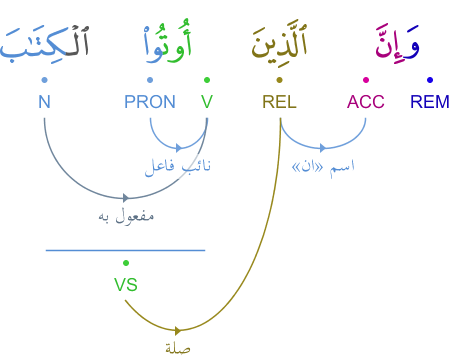 وَإِنَّ ٱلَّذِينَ أُوتُوا۟ ٱلْكِتَٰبَ
REM ACC REL V PRON N
اسم «ان» نائب فاعل
مفعول به
VS
صلة